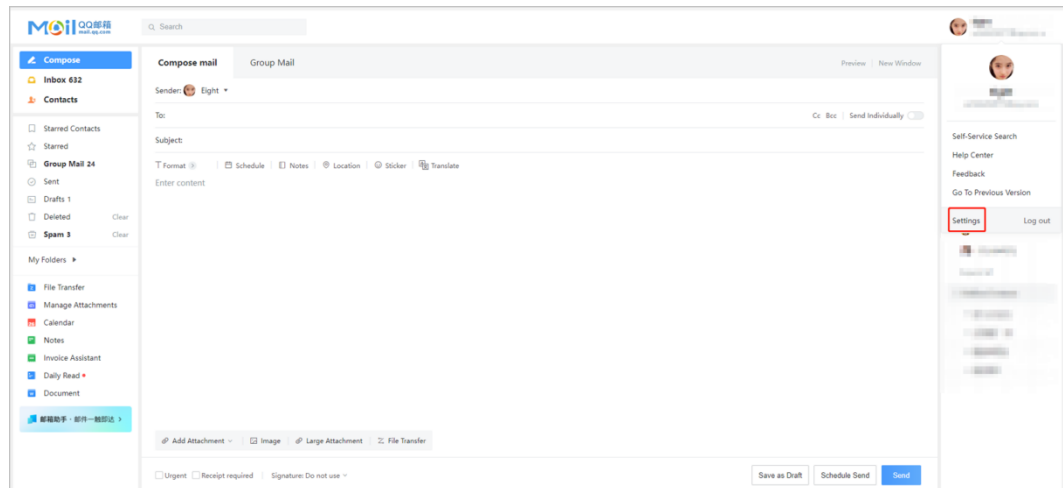 Mail QQ邮箱
mail.qq.com
Search
Compose
Inbox 632
Contacts
Starred Contacts
Starred
Group Mail 24
Sent
Drafts 1
Deleted Clear
Spam 3 Clear
My Folders
File Transfer
Manage Attachments
Calendar
Notes
Invoice Assistant
Daily Read
Document
邮箱助手 · 邮件一触即达 >
Compose mail Group Mail Preview New Window
Sender: Eight
To: Cc Bcc Send Individually
Subject:
Format Schedule Notes Location Sticker Translate
Enter content
Add Attachment Image Large Attachment File Transfer
Urgent Receipt required Signature: Do not use
Save as Draft Schedule Send Send
Self-Service Search
Help Center
Feedback
Go To Previous Version
Settings Log out